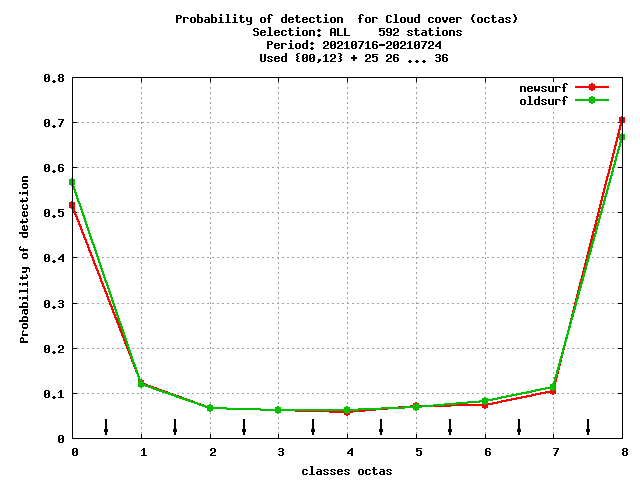 Probability of detection  for Cloud cover (octas)
Selection: ALL    592 stations
Period: 20210716-20210724
Used {00,12} + 25 26 ... 36
newsurf
oldsurf
0.8
0.7
0.6
0.5
0.4
0.3
0.2
0.1
0
Probability of detection
0 1 2 3 4 5 6 7 8
classes octas